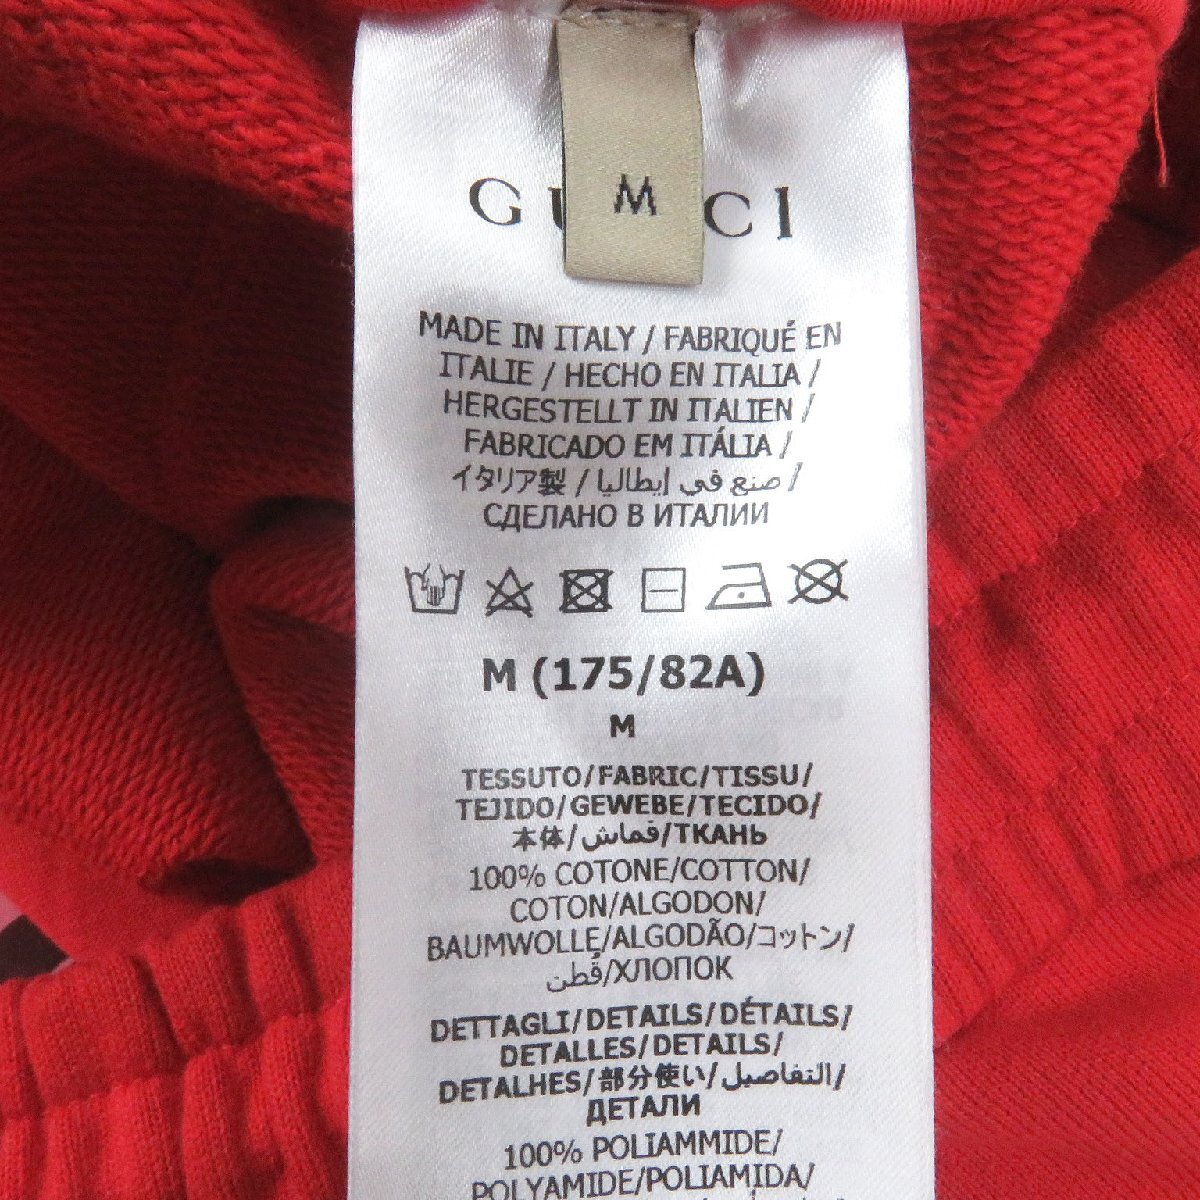 M
GUCCI
MADE IN ITALY / FABRIQUÉ EN
ITALIE / HECHO EN ITALIA /
HERGESTELLT IN ITALIEN /
FABRICADO EM ITÁLIA /
イタリア製 / صنع في إيطاليا /
СДЕЛАНО В ИТАЛИИ
M (175/82A)
M
TESSUTO/FABRIC/TISSU/
TEJIDO/GEWEBE/TECIDO/
本体/قماش/ТКАНЬ
100% COTONE/COTTON/
COTON/ALGODON/
BAUMWOLLE/ALGODÃO/コットン/
قُطن/ХЛОПОК
DETTAGLI/DETAILS/DÉTAILS/
DETALLES/DETAILS/
DETALHES/部分使い/التفاصيل/
ДЕТАЛИ
100% POLIAMMIDE/
POLYAMIDE/POLIAMIDA/